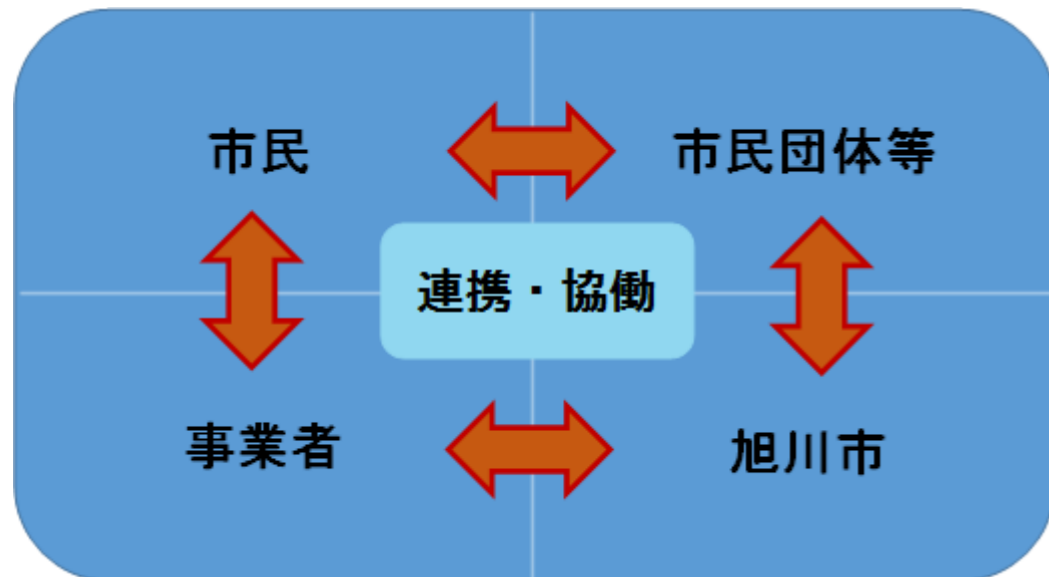 市民
市民団体等
連携・協働
事業者
旭川市